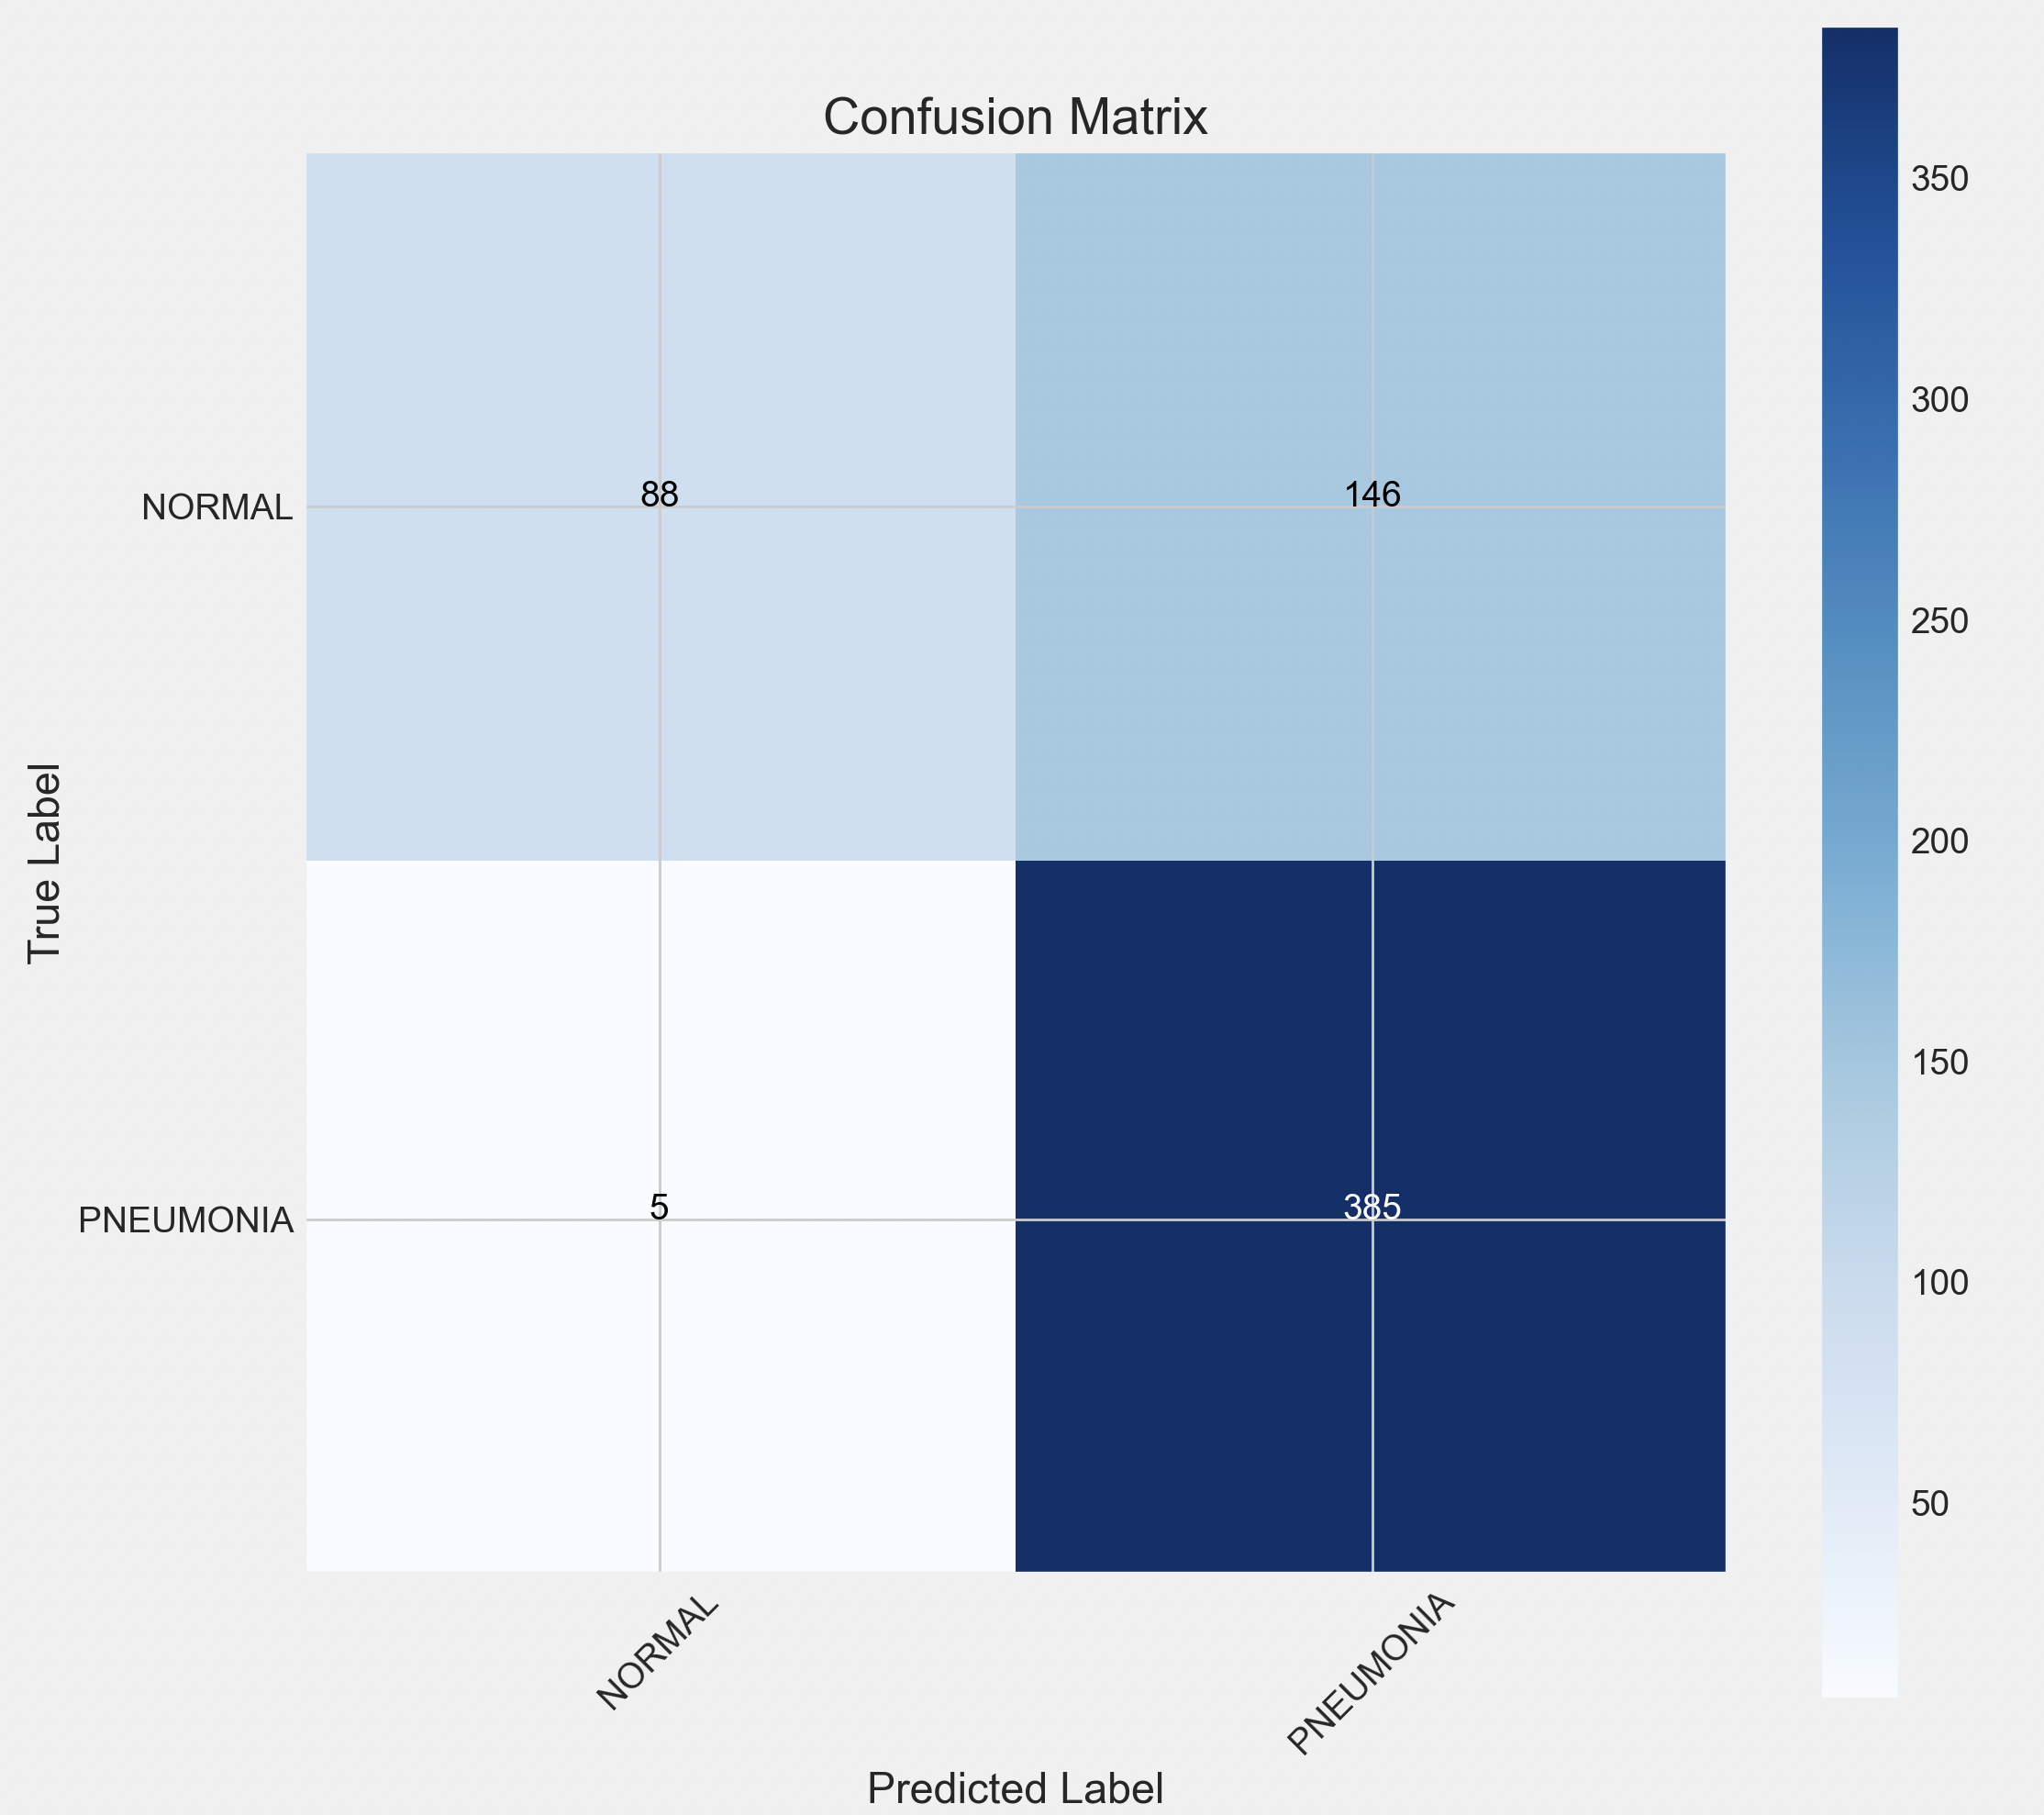 Confusion Matrix
True Label
NORMAL
88
146
PNEUMONIA
5
385
NORMAL
PNEUMONIA
Predicted Label
350
300
250
200
150
100
50